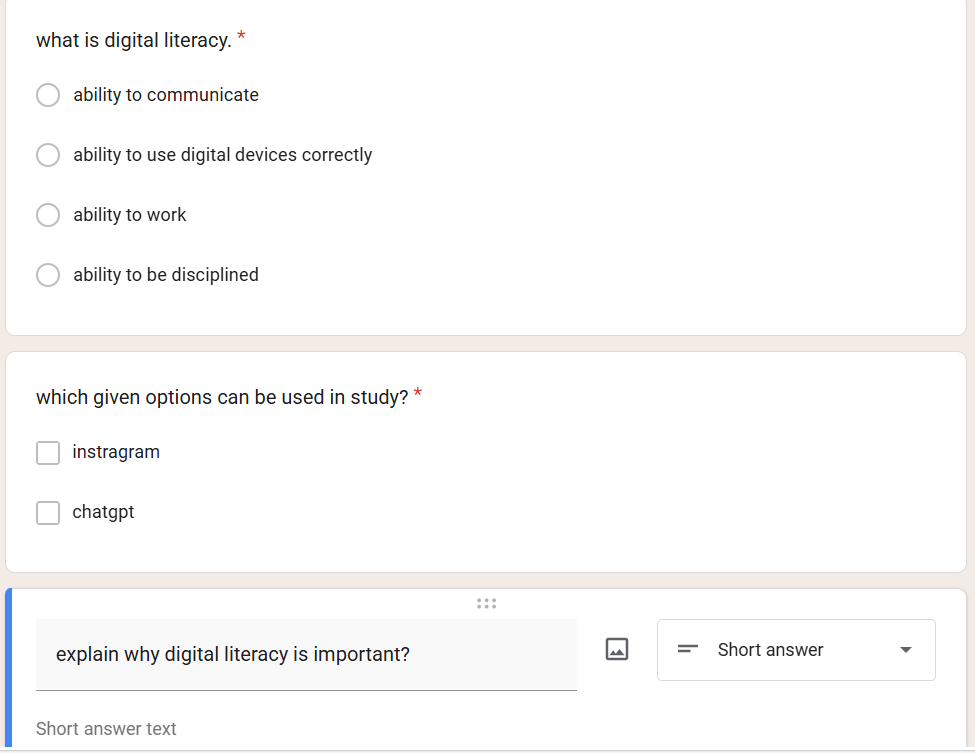 what is digital literacy. *
ability to communicate
ability to use digital devices correctly
ability to work
ability to be disciplined
which given options can be used in study? *
instragram
chatgpt
explain why digital literacy is important?
Short answer
Short answer text